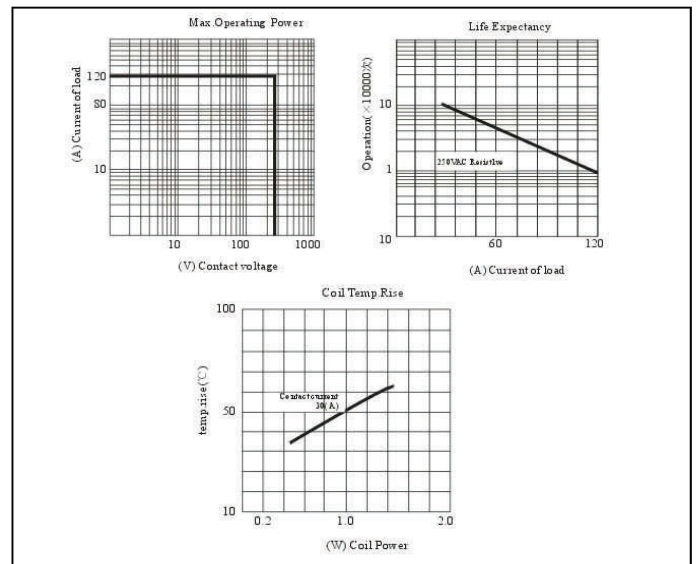 Max.Operating Power
120
80
10
(A) Current of load
10
100
1000
(V) Contact voltage
Life Expectancy
10
1
10
Operation(×10000次)
250VAC Resistive
60
120
(A) Current of load
Coil Temp.Rise
100
50
10
temp.rise(℃)
Contact current
30(A)
0.2
1.0
2.0
(W) Coil Power